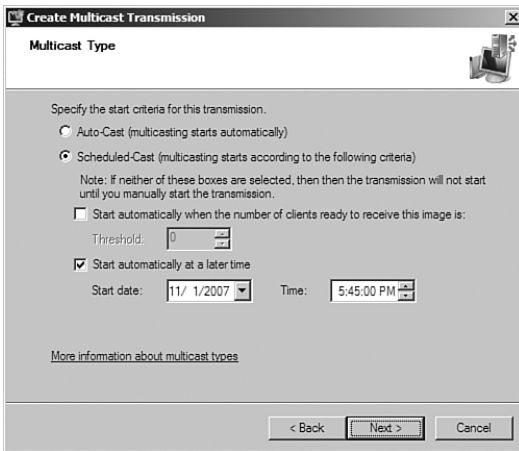 Create Multicast Transmission
Multicast Type
Specify the start criteria for this transmission.
Auto-Cast (multicasting starts automatically)
Scheduled-Cast (multicasting starts according to the following criteria)
Note: If neither of these boxes are selected, then then the transmission will not start
until you manually start the transmission.
Start automatically when the number of clients ready to receive this image is:
Threshold: 0
Start automatically at a later time
Start date: 11/ 1/2007 Time: 5:45:00 PM
More information about multicast types
< Back Next > Cancel